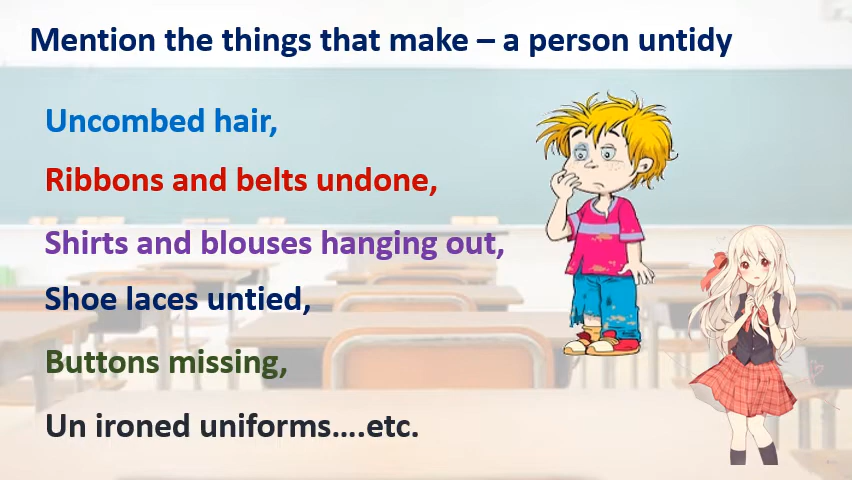 Mention the things that make – a person untidy
Uncombed hair,
Ribbons and belts undone,
Shirts and blouses hanging out,
Shoe laces untied,
Buttons missing,
Un ironed uniforms….etc.